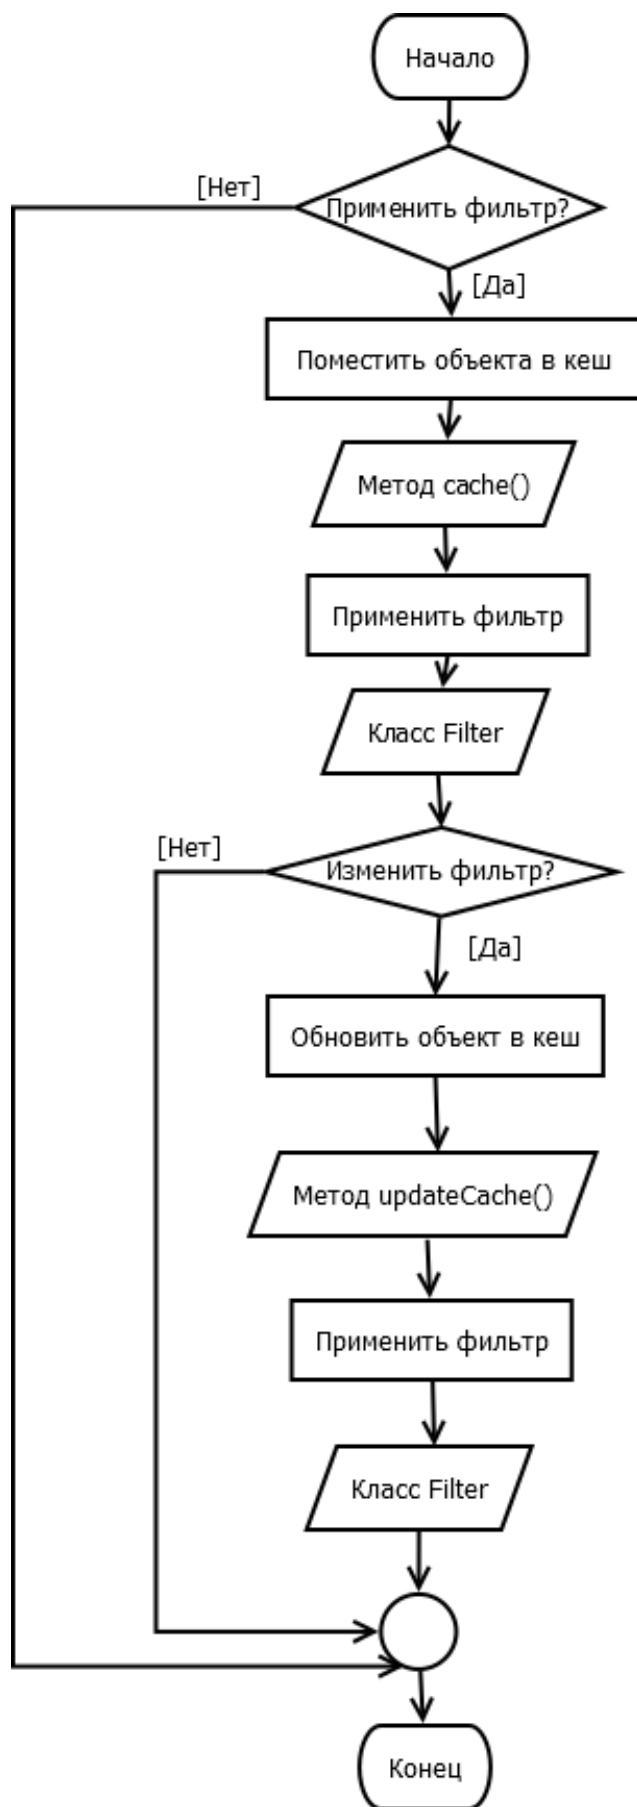 Начало
[Нет]
Применить фильтр?
[Да]
Поместить объекта в кеш
Метод cache()
Применить фильтр
Класс Filter
[Нет]
Изменить фильтр?
[Да]
Обновить объект в кеш
Метод updateCache()
Применить фильтр
Класс Filter
Конец